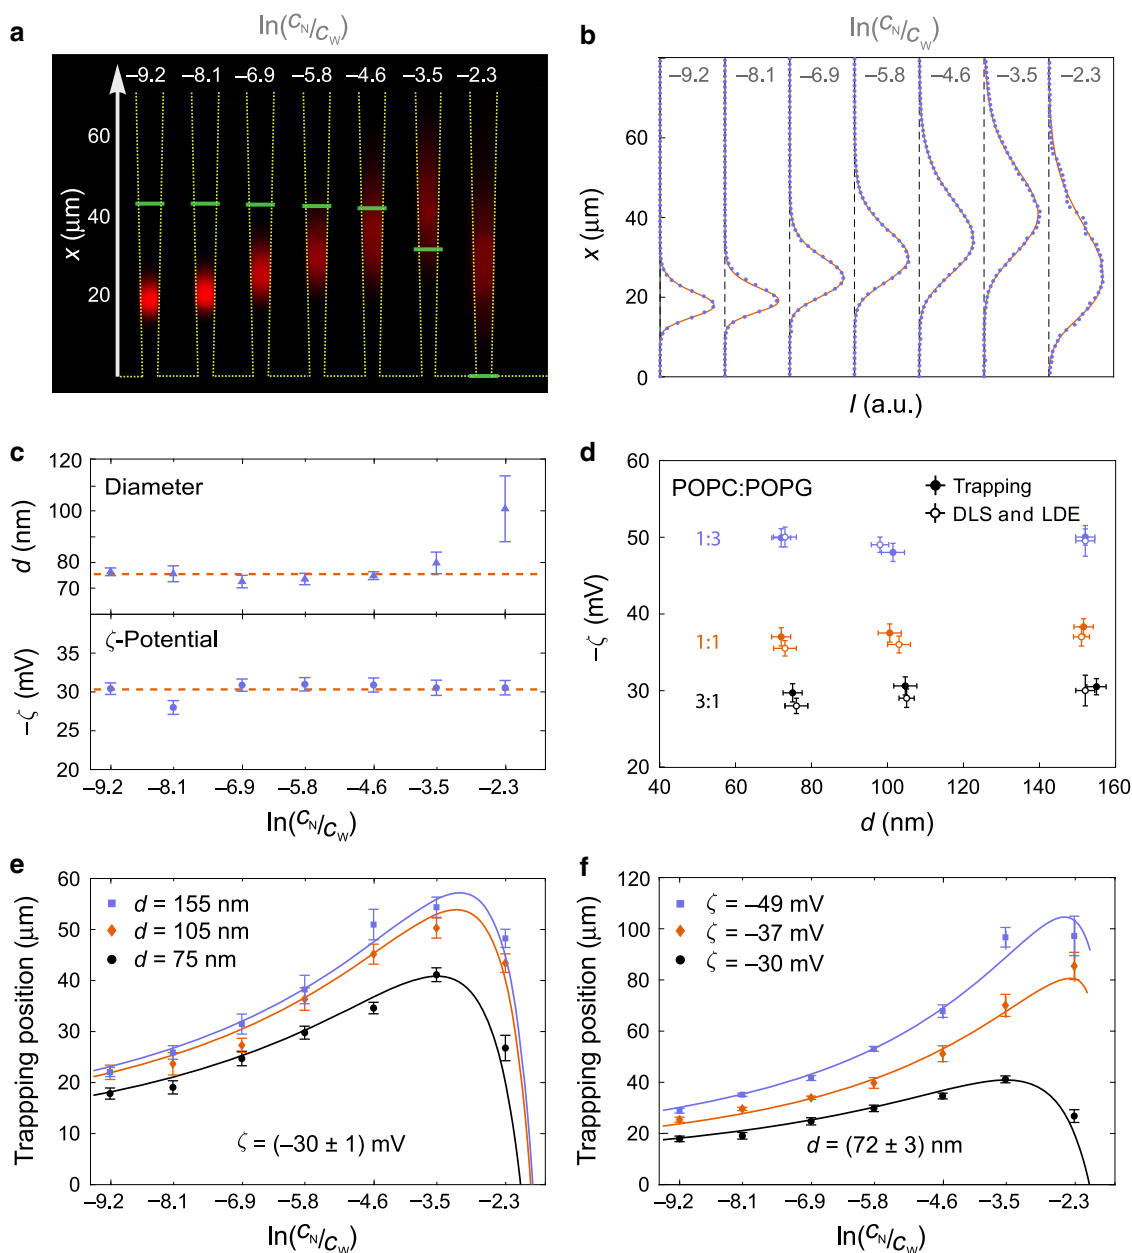 a
ln(cN/cW)
−9.2 −8.1 −6.9 −5.8 −4.6 −3.5 −2.3
60
40
20
x (μm)
b
ln(cN/cW)
−9.2 −8.1 −6.9 −5.8 −4.6 −3.5 −2.3
60
40
20
0
x (μm)
I (a.u.)
c
120
100
80
70
d (nm)
Diameter
35
30
25
20
−ζ (mV)
ζ-Potential
−9.2 −8.1 −6.9 −5.8 −4.6 −3.5 −2.3
ln(cN/cW)
d
60
50
40
30
20
−ζ (mV)
POPC:POPG
Trapping
DLS and LDE
1:3
1:1
3:1
40 60 80 100 120 140 160
d (nm)
e
60
50
40
30
20
10
0
Trappping position (μm)
d = 155 nm
d = 105 nm
d = 75 nm
ζ = (−30 ± 1) mV
−9.2 −8.1 −6.9 −5.8 −4.6 −3.5 −2.3
ln(cN/cW)
f
120
100
80
60
40
20
0
Trappping position (μm)
ζ = −49 mV
ζ = −37 mV
ζ = −30 mV
d = (72 ± 3) nm
−9.2 −8.1 −6.9 −5.8 −4.6 −3.5 −2.3
ln(cN/cW)